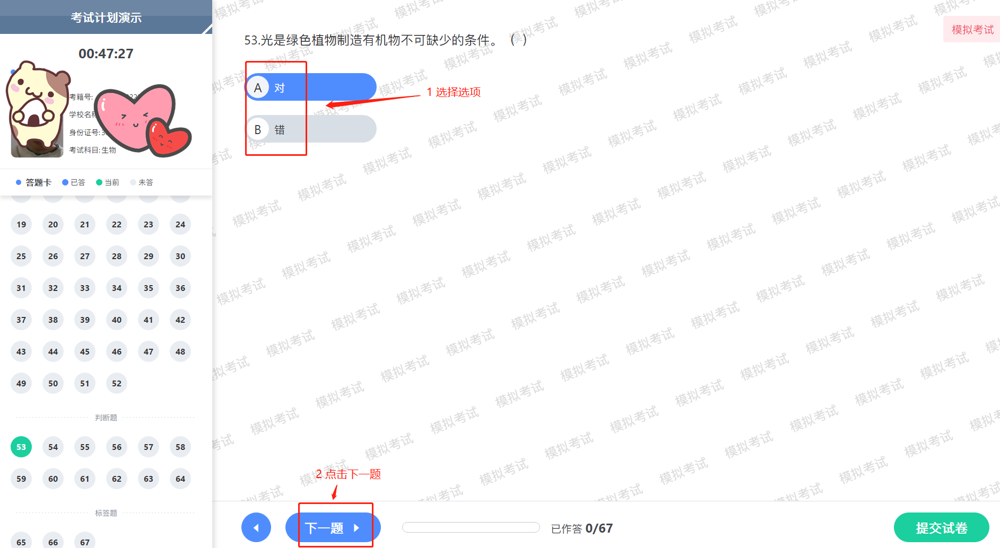 考试计划演示
00:47:27
考籍号:
学校名称
身份证号:3
考试科目:生物
答题卡 已答 当前 未答
19 20 21 22 23 24
25 26 27 28 29 30
31 32 33 34 35 36
37 38 39 40 41 42
43 44 45 46 47 48
49 50 51 52
判断题
53 54 55 56 57 58
59 60 61 62 63 64
标签题
65 66 67
模拟考试
53.光是绿色植物制造有机物不可缺少的条件。（ ）
A 对
B 错
1 选择选项
2 点击下一题
下一题
已作答 0/67
提交试卷
模拟考试